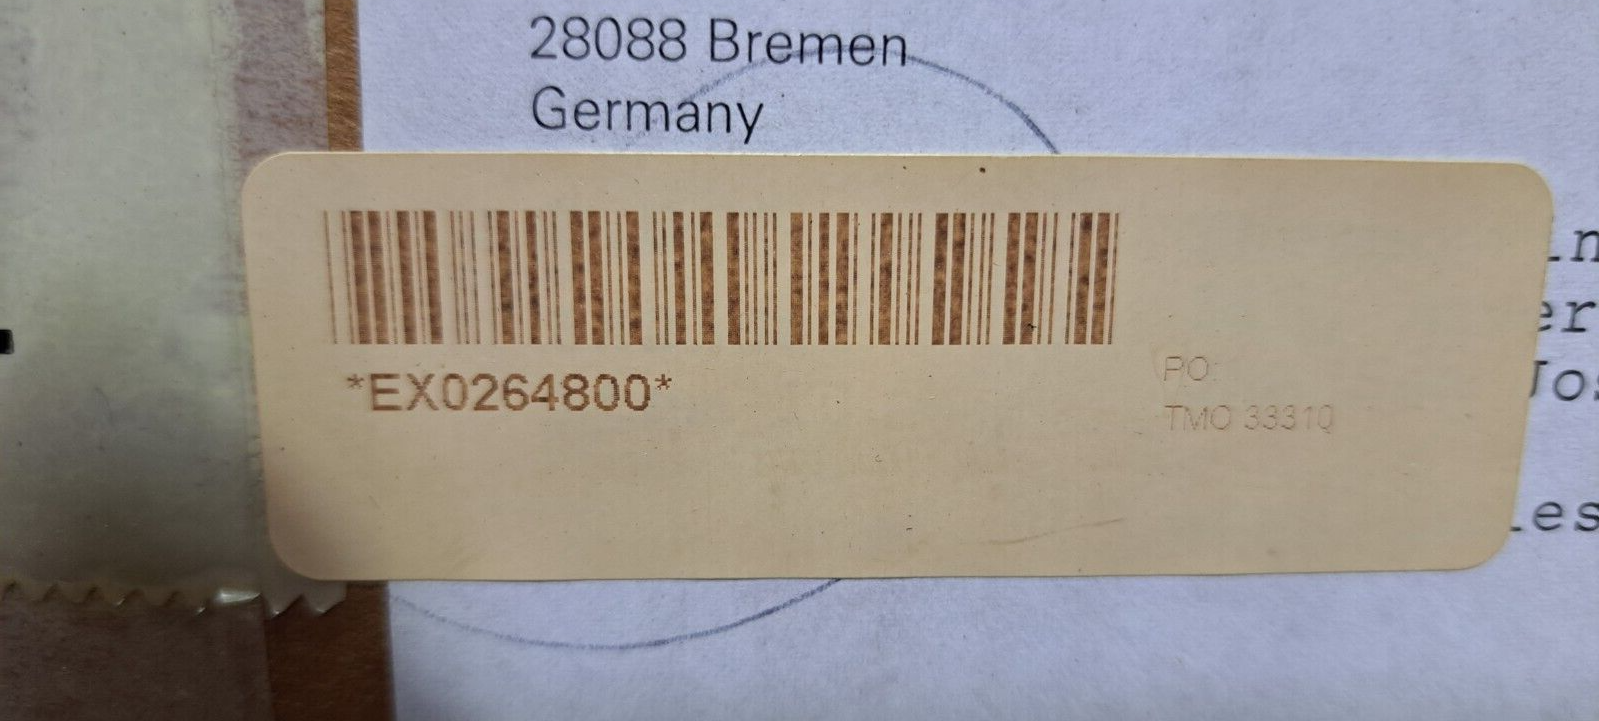 28088 Bremen
Germany
*EX0264800*
PO:
TMO 33310